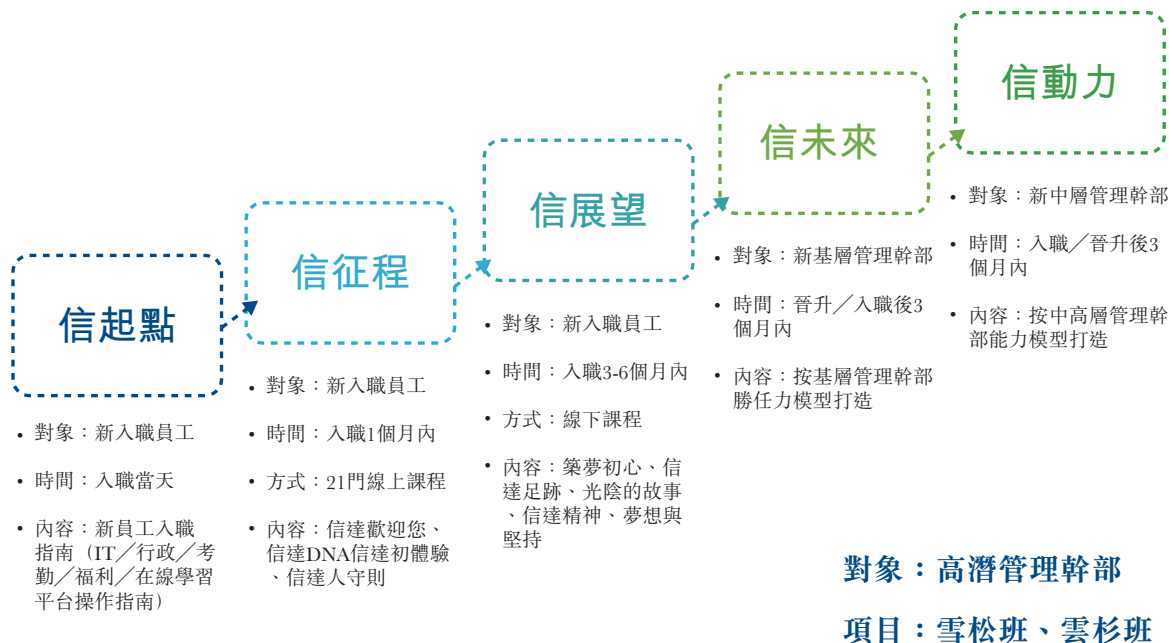 信起點
• 對象：新入職員工
• 時間：入職當天
• 內容：新員工入職
指南（IT／行政／考
勤／福利／在線學習
平台操作指南）
信征程
• 對象：新入職員工
• 時間：入職1個月內
• 方式：21門線上課程
• 內容：信達歡迎您、
信達DNA信達初體驗
、信達人守則
信展望
• 對象：新入職員工
• 時間：入職3-6個月內
• 方式：線下課程
• 內容：築夢初心、信
達足跡、光陰的故事
、信達精神、夢想與
堅持
信未來
• 對象：新基層管理幹部
• 時間：晉升／入職後3
個月內
• 內容：按基層管理幹部
勝任力模型打造
信動力
• 對象：新中層管理幹部
• 時間：入職／晉升後3
個月內
• 內容：按中高層管理幹
部能力模型打造
對象：高潛管理幹部
項目：雪松班、雲杉班